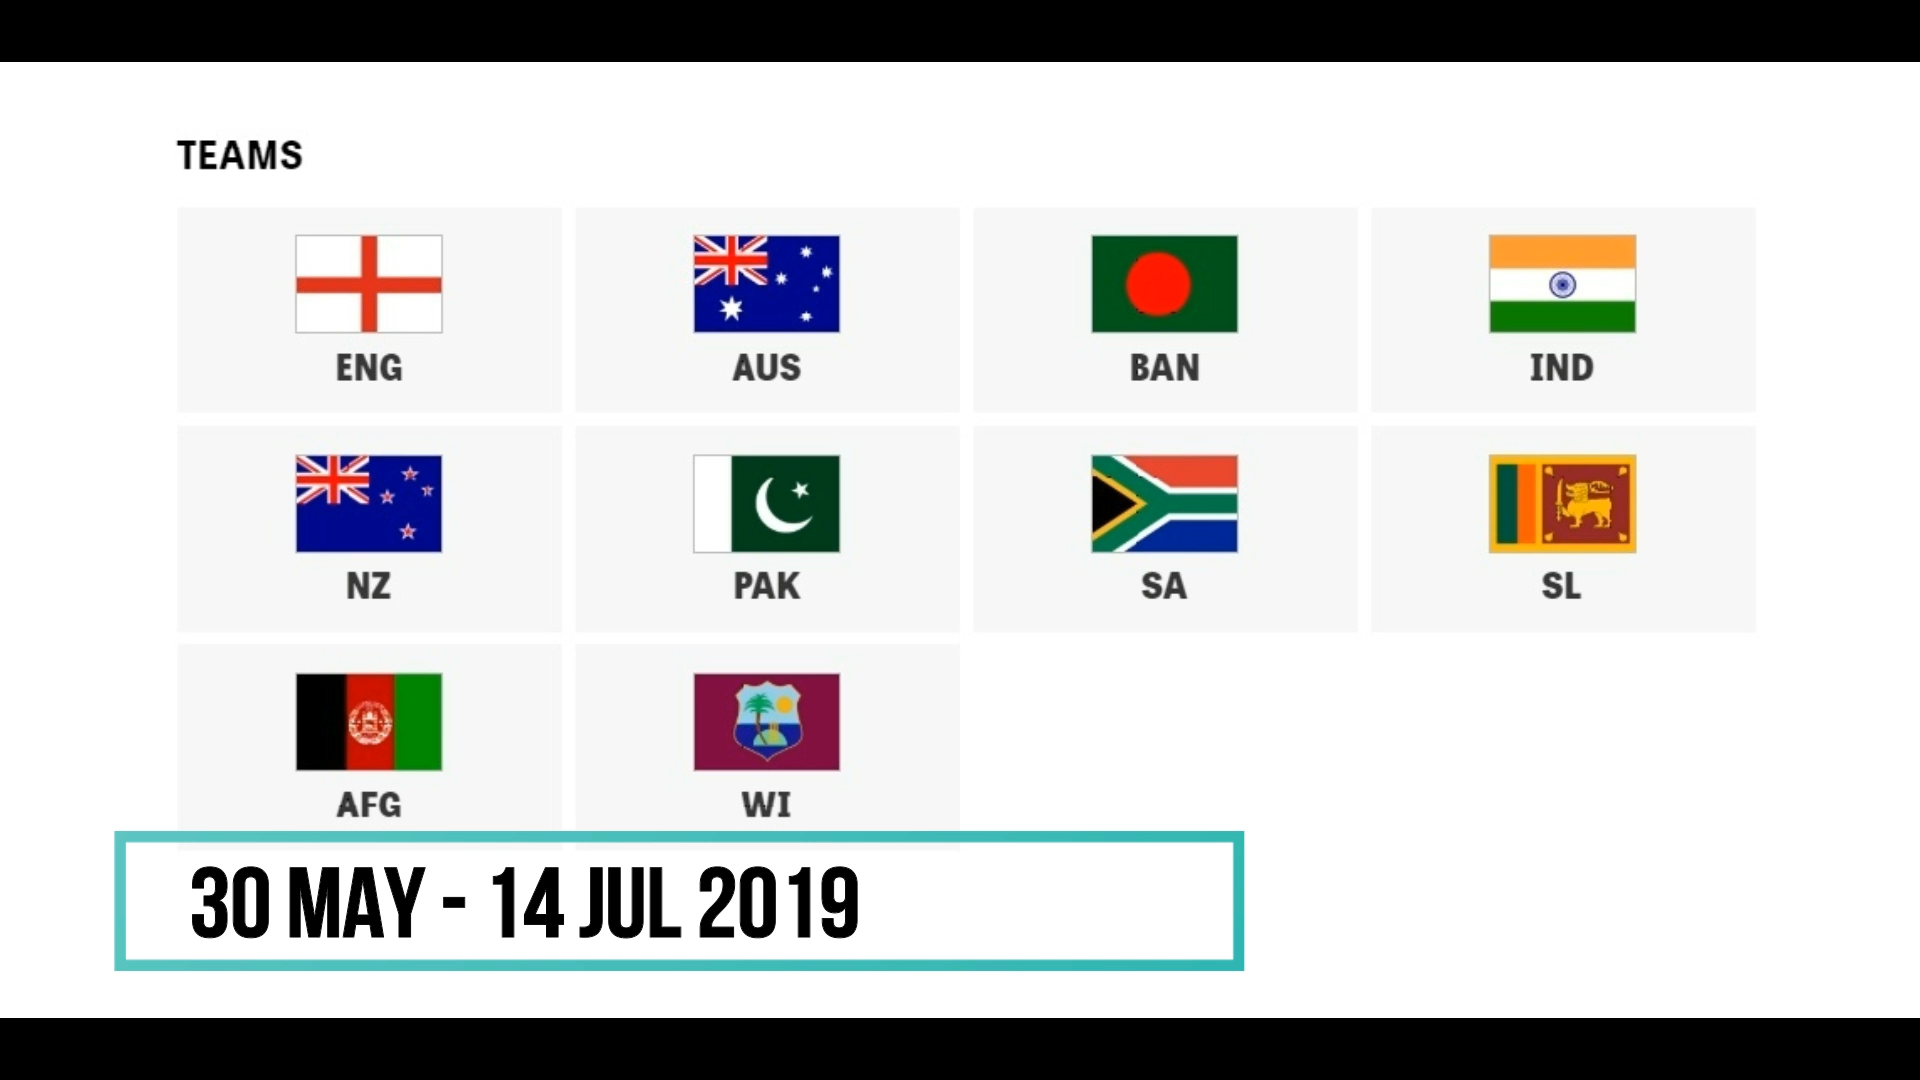 TEAMS
ENG AUS BAN IND
NZ PAK SA SL
AFG WI
30 MAY - 14 JUL 2019